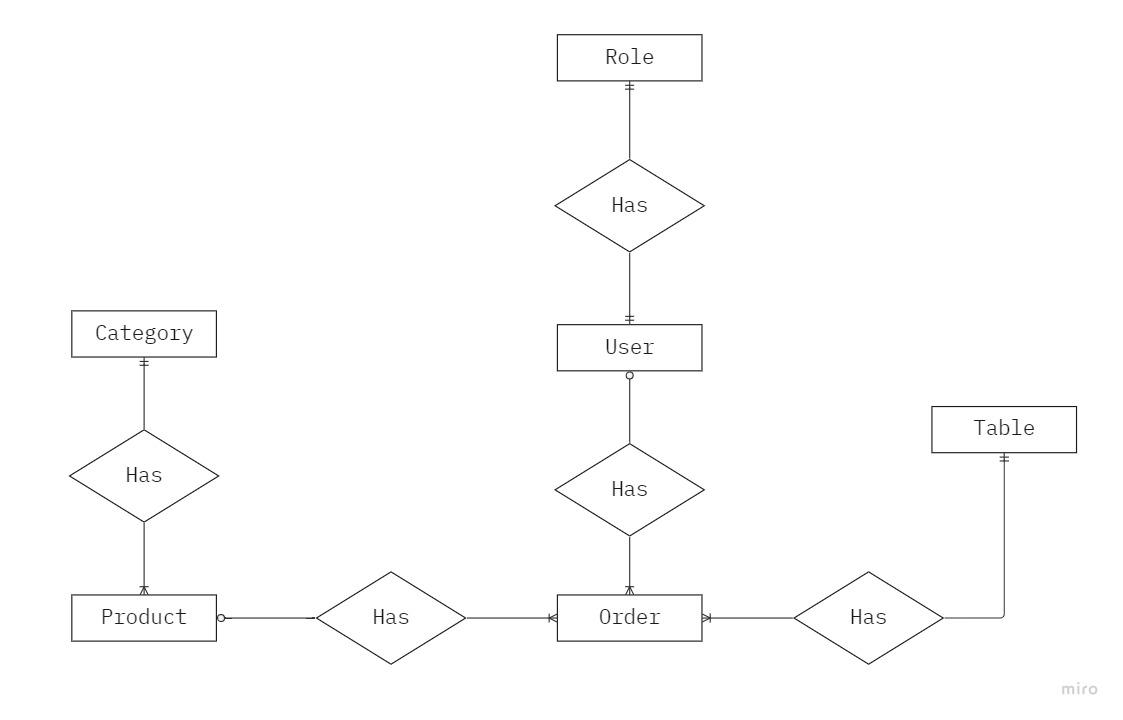 Role
Has
Category
User
Table
Has
Has
Product
Has
Order
Has
miro